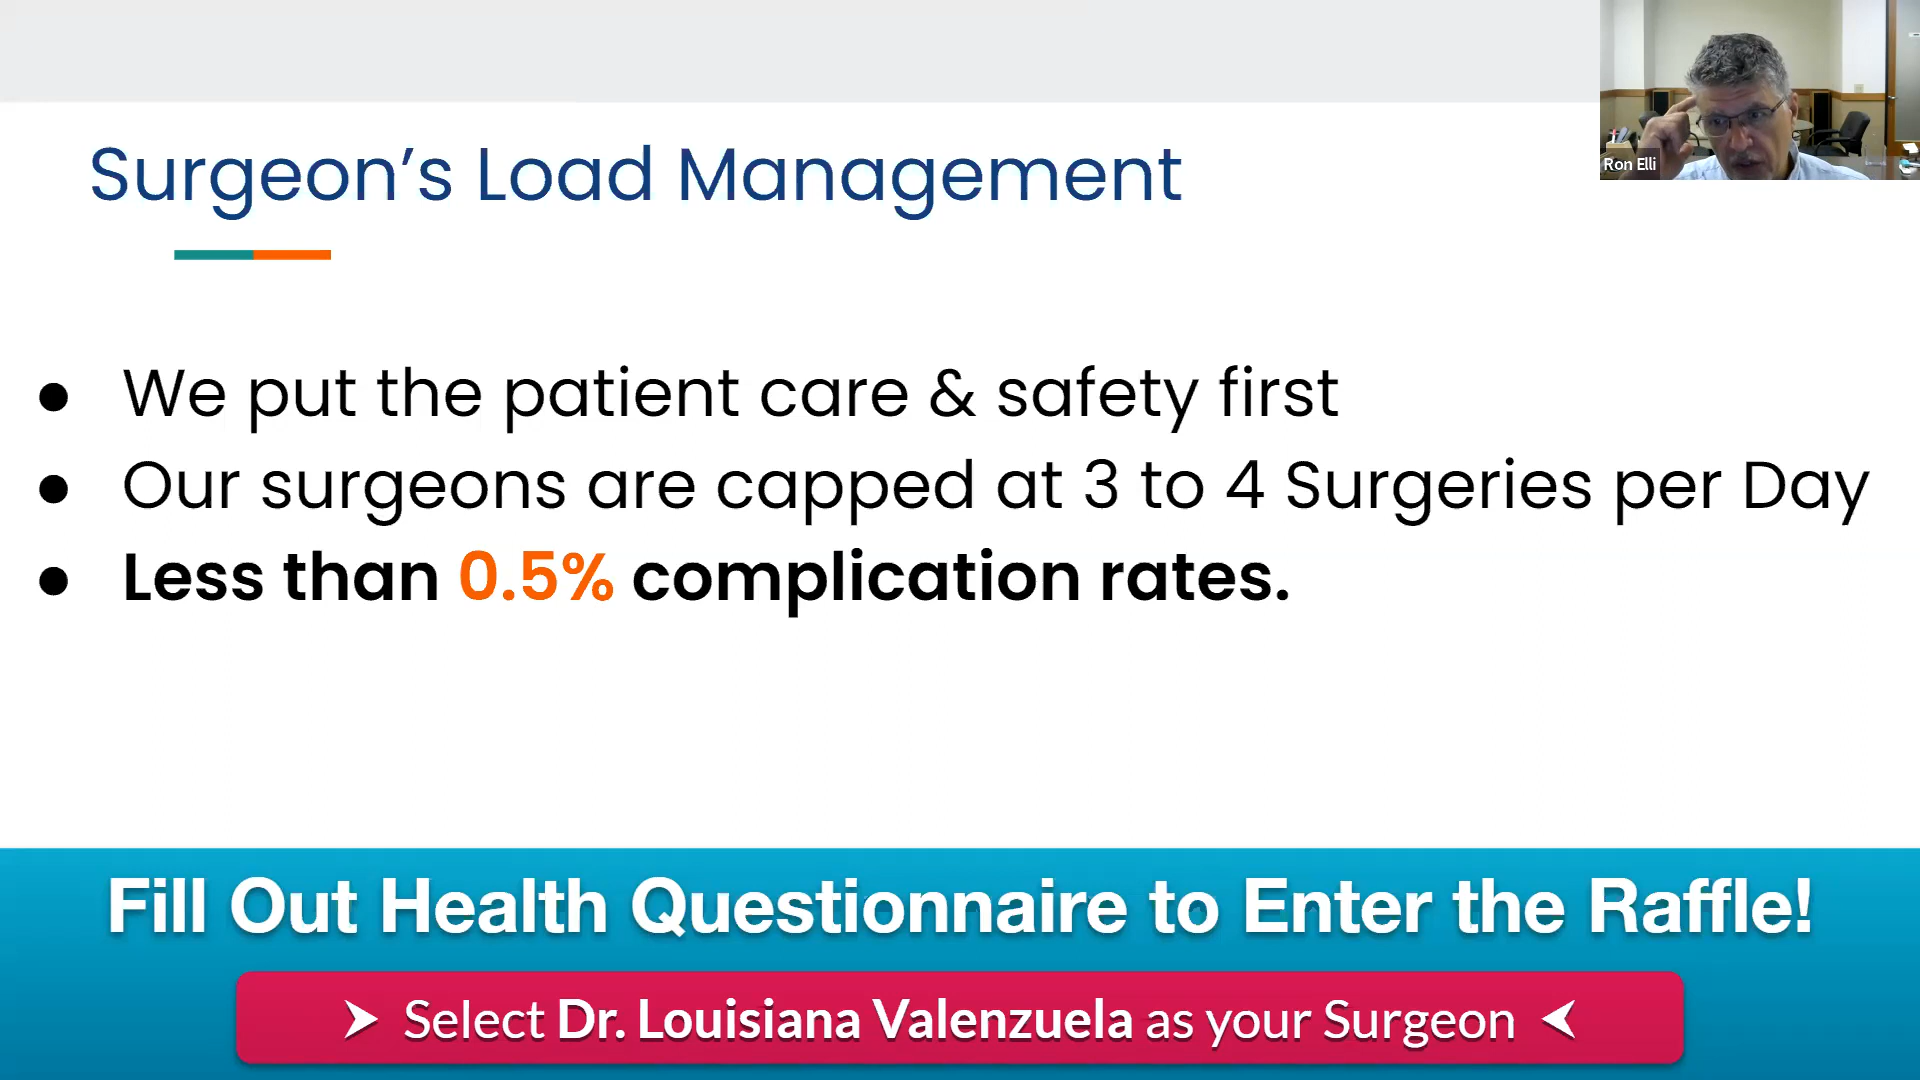 Surgeon's Load Management
Ron Elli
● We put the patient care & safety first
● Our surgeons are capped at 3 to 4 Surgeries per Day
● Less than 0.5% complication rates.
Fill Out Health Questionnaire to Enter the Raffle!
➤ Select Dr. Louisiana Valenzuela as your Surgeon ⮜